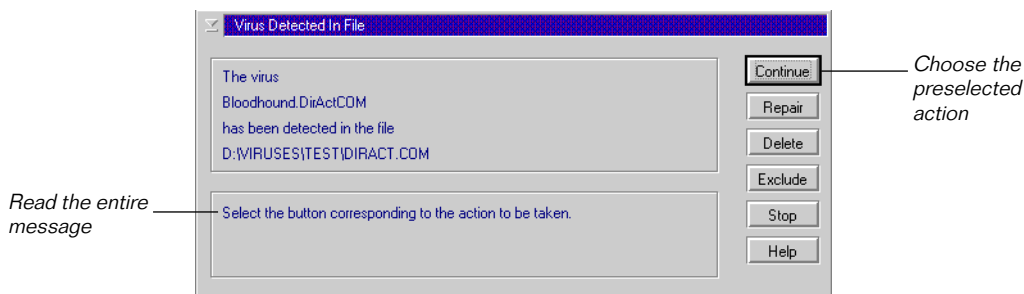 Virus Detected In File
The virus
Bloodhound.DirActCOM
has been detected in the file
D:\VIRUSES\TEST\DIRACT.COM
Select the button corresponding to the action to be taken.
Continue
Repair
Delete
Exclude
Stop
Help
Choose the
preselected
action
Read the entire
message